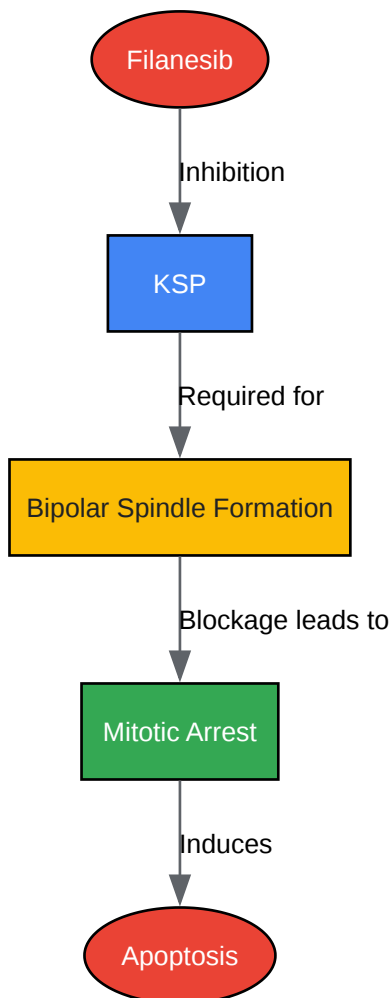 Filanesib
Inhibition
KSP
Required for
Bipolar Spindle Formation
Blockage leads to
Mitotic Arrest
Induces
Apoptosis